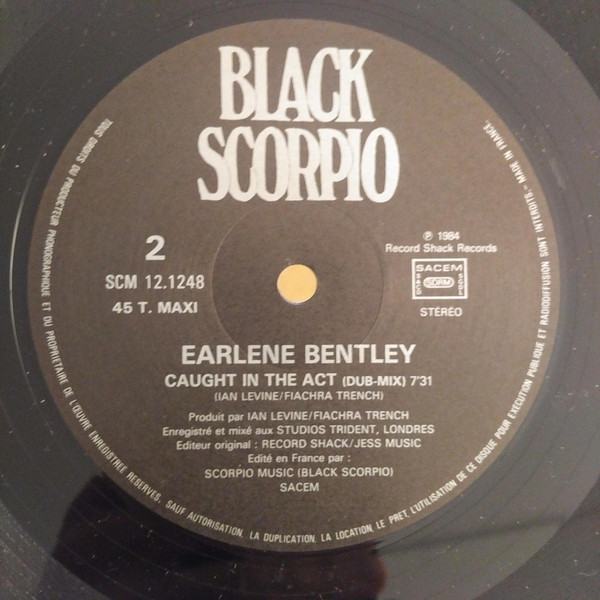 BLACK
SCORPIO
2
SCM 12.1248
45 T. MAXI
℗ 1984
Record Shack Records
SACEM
SDRM
STÉRÉO
EARLENE BENTLEY
CAUGHT IN THE ACT (DUB-MIX) 7'31
(IAN LEVINE/FIACHRA TRENCH)
Produit par IAN LEVINE/FIACHRA TRENCH
Enregistré et mixé aux STUDIOS TRIDENT, LONDRES
Editeur original : RECORD SHACK/JESS MUSIC
Edité en France par :
SCORPIO MUSIC (BLACK SCORPIO)
SACEM
TOUS DROITS DU PRODUCTEUR PHONOGRAPHIQUE ET DU PROPRIETAIRE DE L'ŒUVRE ENREGISTREE RESERVES, SAUF AUTORISATION, LA DUPLICATION, LA LOCATION, LE PRET, L'UTILISATION DE CE DISQUE POUR EXECUTION PUBLIQUE ET RADIODIFFUSION SONT INTERDITS.- MADE IN FRANCE.